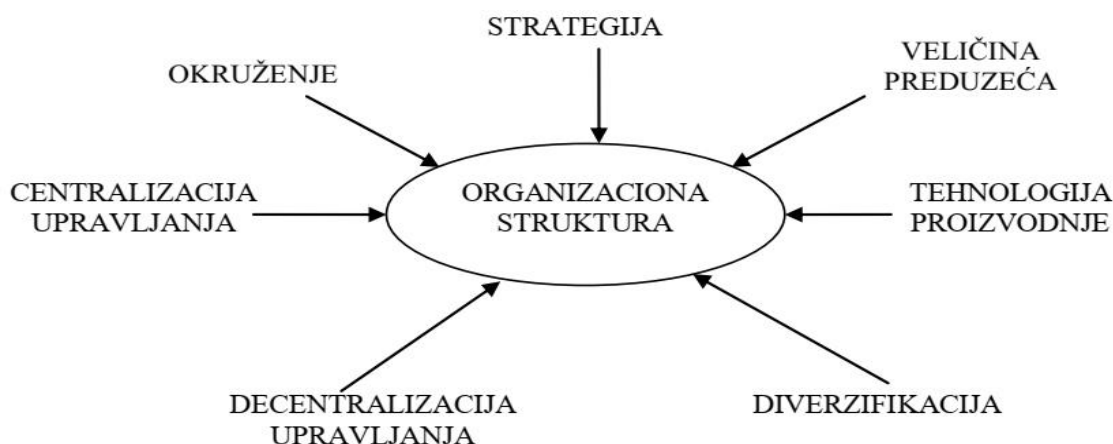 STRATEGIJA
OKRUŽENJE
VELIČINA
PREDUZEĆA
CENTRALIZACIJA
UPRAVLJANJA
ORGANIZACIONA
STRUKTURA
TEHNOLOGIJA
PROIZVODNJE
DECENTRALIZACIJA
UPRAVLJANJA
DIVERZIFIKACIJA